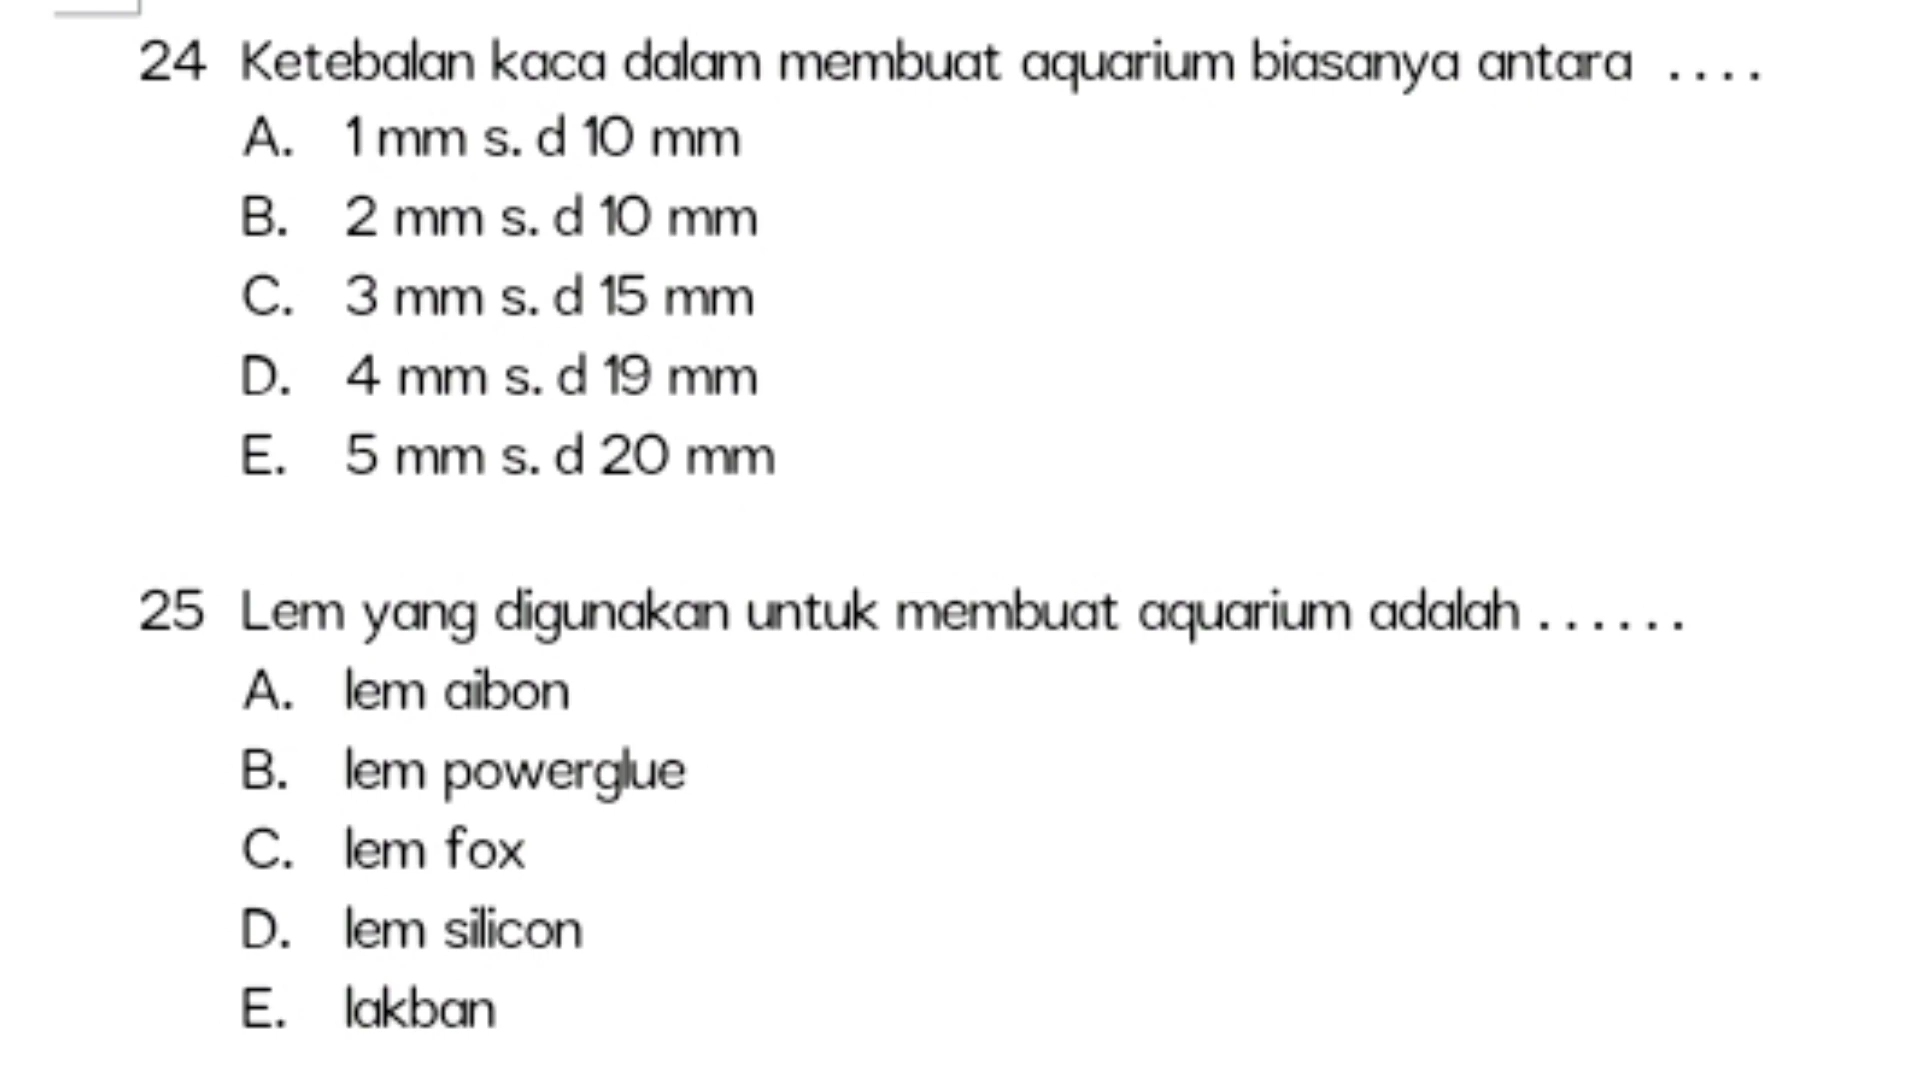 24 Ketebalan kaca dalam membuat aquarium biasanya antara ....
A. 1 mm s. d 10 mm
B. 2 mm s. d 10 mm
C. 3 mm s. d 15 mm
D. 4 mm s. d 19 mm
E. 5 mm s. d 20 mm
25 Lem yang digunakan untuk membuat aquarium adalah ......
A. lem aibon
B. lem powerglue
C. lem fox
D. lem silicon
E. lakban